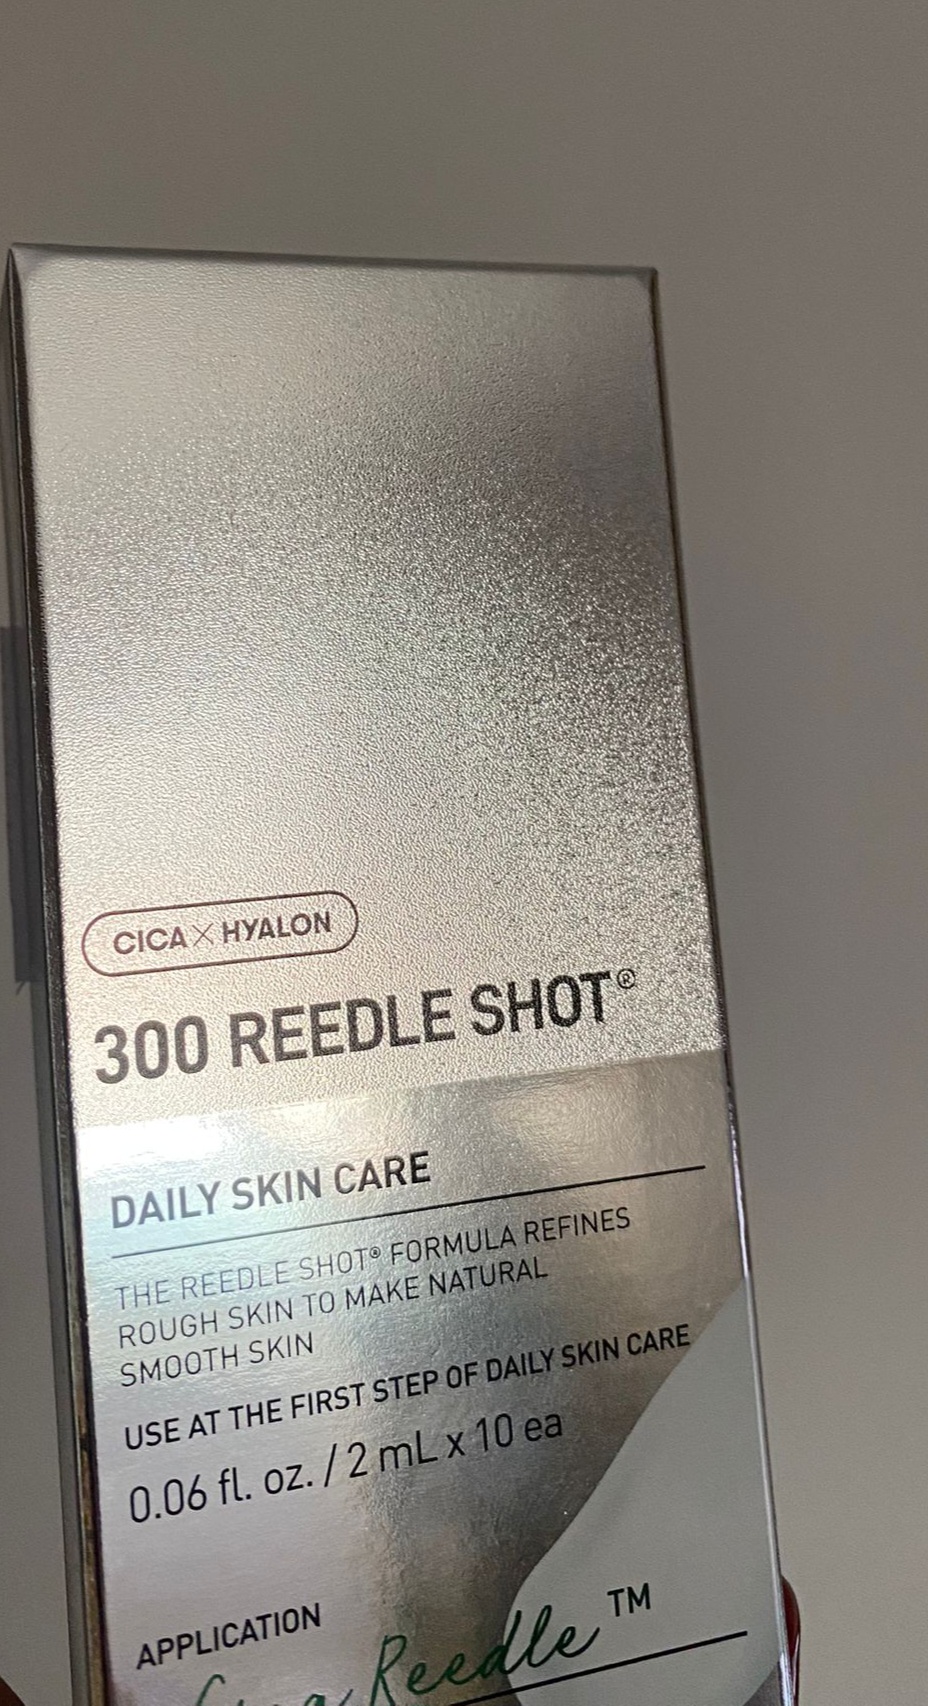 CICA×HYALON
300 REEDLE SHOT®
DAILY SKIN CARE
THE REEDLE SHOT® FORMULA REFINES
ROUGH SKIN TO MAKE NATURAL
SMOOTH SKIN
USE AT THE FIRST STEP OF DAILY SKIN CARE
0.06 fl. oz. / 2 mL x 10 ea
APPLICATION
Reedle™